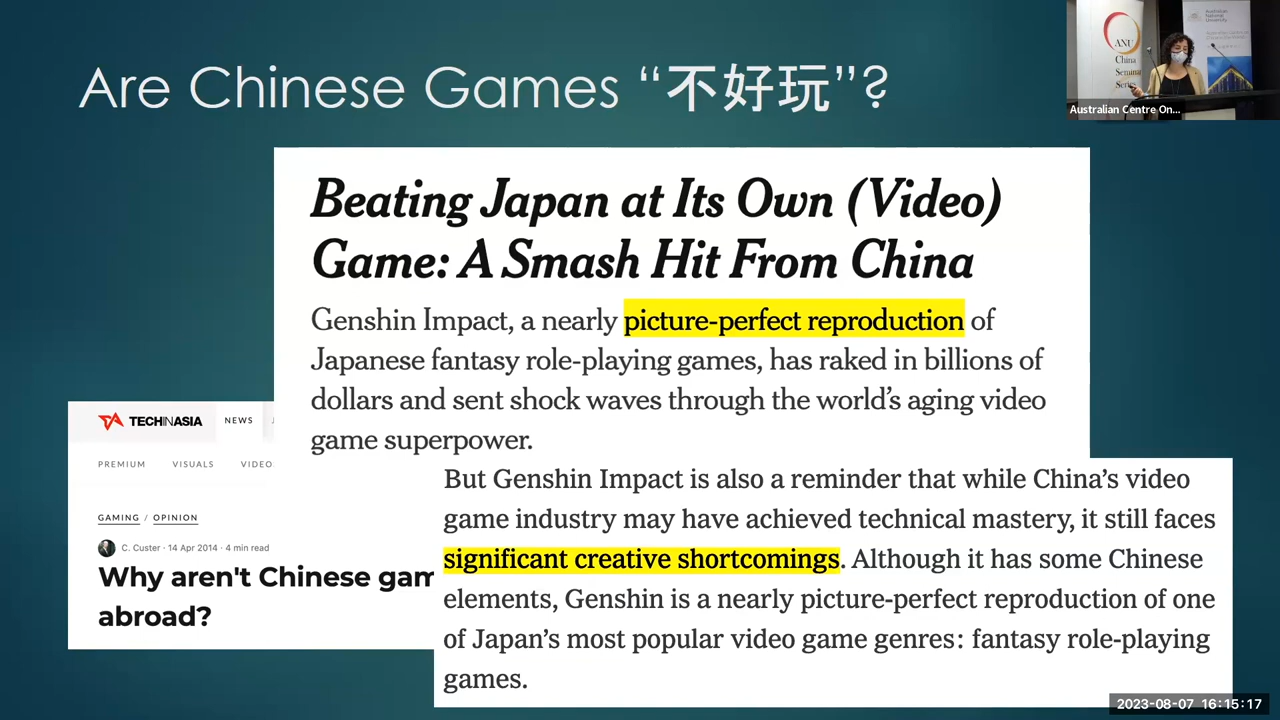 Are Chinese Games “不好玩”?
ANU
China
Australian
National
University
Australian Centre On...
Beating Japan at Its Own (Video)
Game: A Smash Hit From China
Genshin Impact, a nearly picture-perfect reproduction of
Japanese fantasy role-playing games, has raked in billions of
dollars and sent shock waves through the world’s aging video
game superpower.
TECHINASIA
NEWS
PREMIUM VISUALS VIDEO
GAMING / OPINION
C. Custer · 14 Apr 2014 · 4 min read
Why aren't Chinese gam
abroad?
But Genshin Impact is also a reminder that while China’s video
game industry may have achieved technical mastery, it still faces
significant creative shortcomings. Although it has some Chinese
elements, Genshin is a nearly picture-perfect reproduction of one
of Japan’s most popular video game genres: fantasy role-playing
games.
2023-08-07 16:15:17